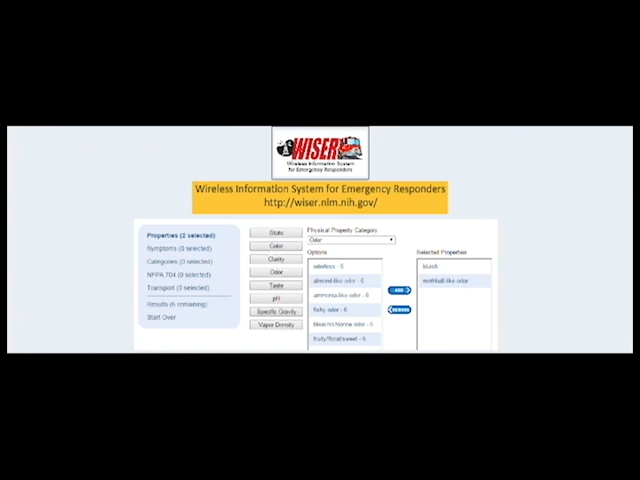 WISER
Wireless Information System
for Emergency Responders
Wireless Information System for Emergency Responders
http://wiser.nlm.nih.gov/
Properties (2 selected)
Symptoms (0 selected)
Categories (0 selected)
NFPA 704 (0 selected)
Transport (0 selected)
Results (6 remaining)
Start Over
State
Color
Clarity
Odor
Taste
pH
Specific Gravity
Vapor Density
Physical Property Category
Odor
Options
odorless - 6
almond-like odor - 6
ammonia-like odor - 6
fishy odor - 6
bleach/chlorine odor - 6
fruity/floral/sweet - 6
ADD
REMOVE
Selected Properties
bluish
mothball-like odor